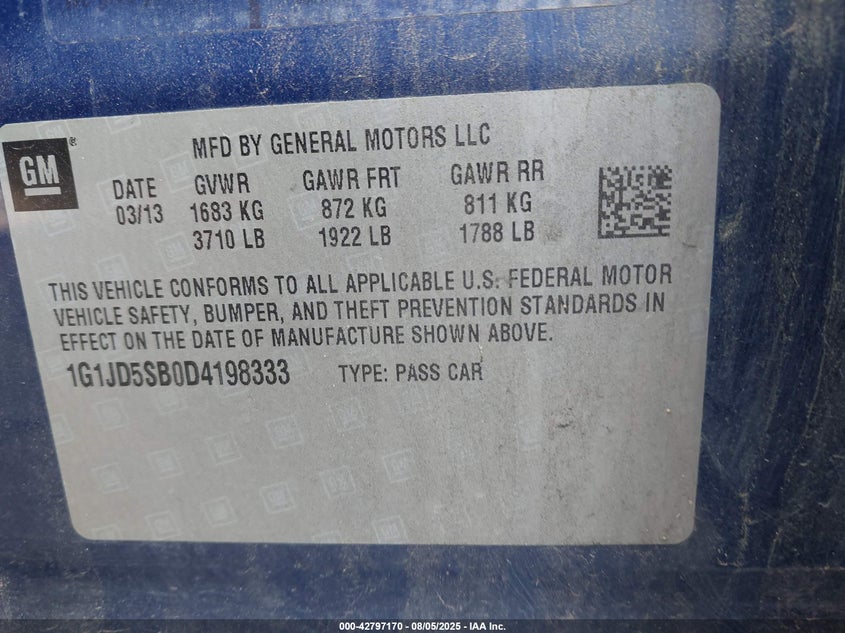 MFD BY GENERAL MOTORS LLC
GM®
DATE GVWR GAWR FRT GAWR RR
03/13 1683 KG 872 KG 811 KG
3710 LB 1922 LB 1788 LB
THIS VEHICLE CONFORMS TO ALL APPLICABLE U.S. FEDERAL MOTOR
VEHICLE SAFETY, BUMPER, AND THEFT PREVENTION STANDARDS IN
EFFECT ON THE DATE OF MANUFACTURE SHOWN ABOVE.
1G1JD5SB0D4198333 TYPE: PASS CAR
000-42797170 - 08/05/2025 - IAA Inc.